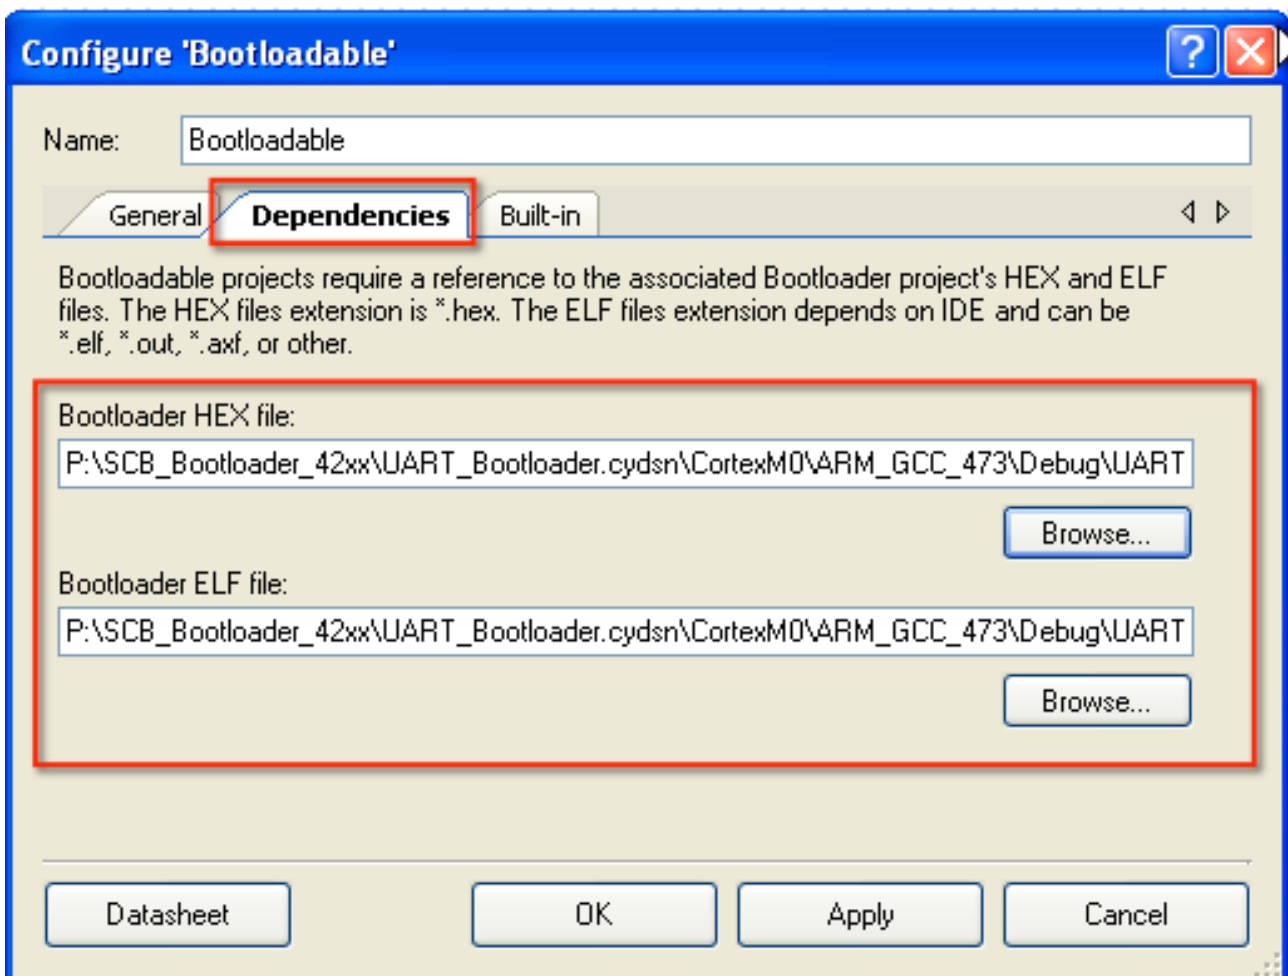 Configure 'Bootloadable'
Name: Bootloadable
General Dependencies Built-in
Bootloadable projects require a reference to the associated Bootloader project's HEX and ELF
files. The HEX files extension is *.hex. The ELF files extension depends on IDE and can be
*.elf, *.out, *.axf, or other.
Bootloader HEX file:
P:\SCB_Bootloader_42xx\UART_Bootloader.cydsn\CortexM0\ARM_GCC_473\Debug\UART
Browse...
Bootloader ELF file:
P:\SCB_Bootloader_42xx\UART_Bootloader.cydsn\CortexM0\ARM_GCC_473\Debug\UART
Browse...
Datasheet OK Apply Cancel